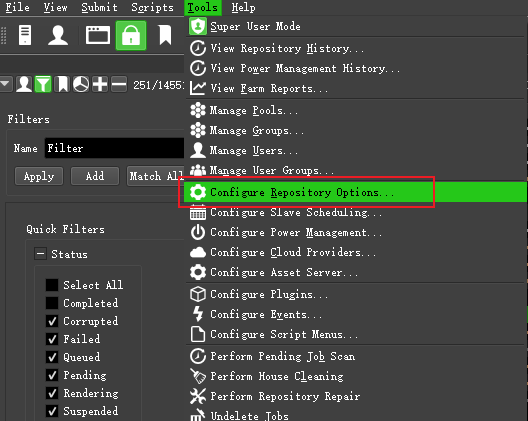 File View Submit Scripts Tools Help
Super User Mode
View Repository History...
View Power Management History...
251/1455
View Farm Reports...
Manage Pools...
Filters
Manage Groups...
Name Filter
Manage Users...
Apply Add Match All
Manage User Groups...
Configure Repository Options...
Configure Slave Scheduling...
Quick Filters
Configure Power Management...
Status
Configure Cloud Providers...
Configure Asset Server...
Select All
Configure Plugins...
Completed
Corrupted
Configure Events...
Failed
Configure Script Menus...
Queued
Perform Pending Job Scan
Pending
Perform House Cleaning
Rendering
Perform Repository Repair
Suspended
Undelete Jobs